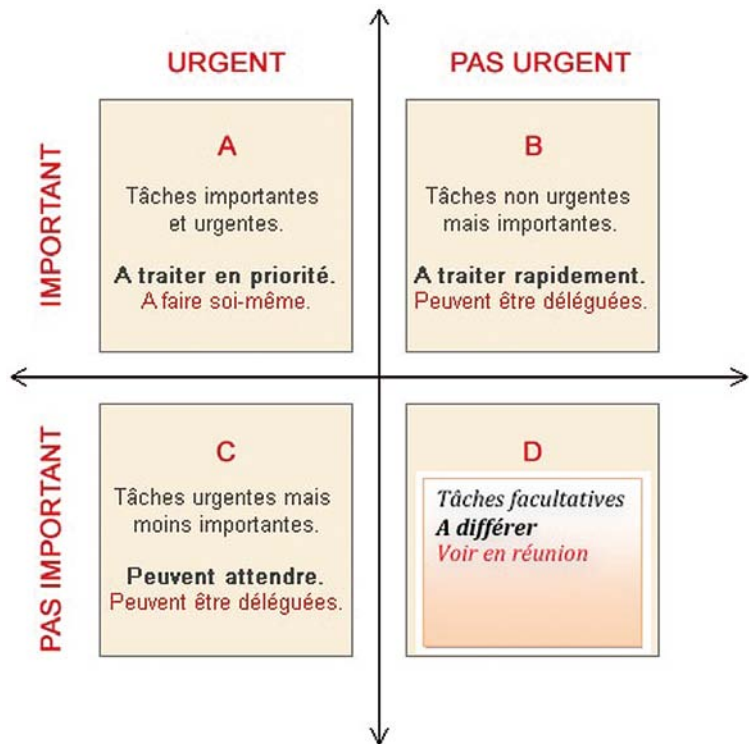 URGENT
PAS URGENT
IMPORTANT
A
Tâches importantes
et urgentes.
A traiter en priorité.
A faire soi-même.
B
Tâches non urgentes
mais importantes.
A traiter rapidement.
Peuvent être déléguées.
PAS IMPORTANT
C
Tâches urgentes mais
moins importantes.
Peuvent attendre.
Peuvent être déléguées.
D
Tâches facultatives
A différer
Voir en réunion